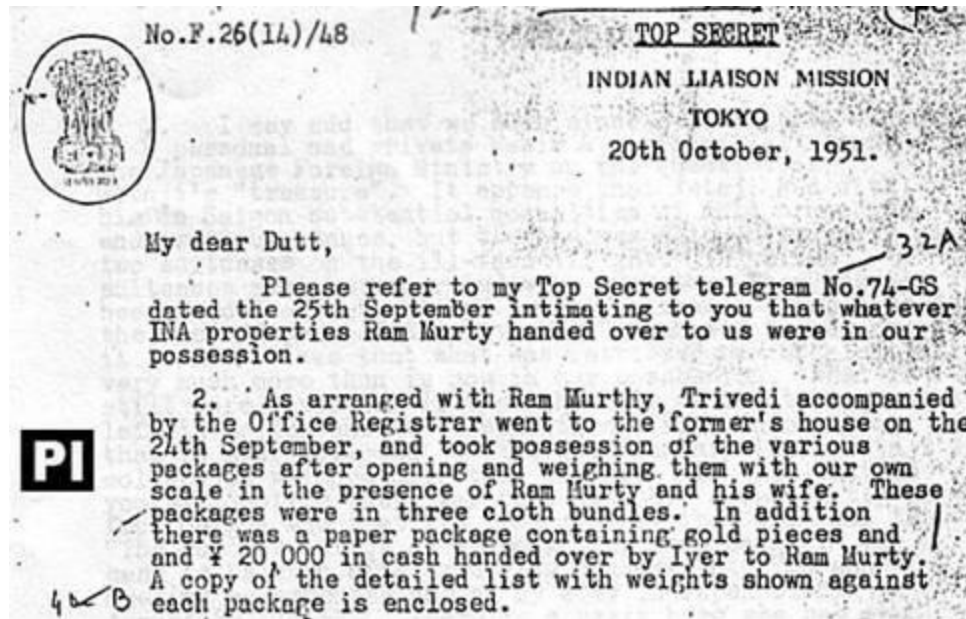 No.F.26(14)/48
TOP SECRET
INDIAN LIAISON MISSION
TOKYO
20th October, 1951.
My dear Dutt,
32A
Please refer to my Top Secret telegram No.74-GS
dated the 25th September intimating to you that whatever
INA properties Ram Murty handed over to us were in our
possession.
2. As arranged with Ram Murthy, Trivedi accompanied
by the Office Registrar went to the former's house on the
24th September, and took possession of the various
PI
packages after opening and weighing them with our own
scale in the presence of Ram Murty and his wife. These
packages were in three cloth bundles. In addition
there was a paper package containing gold pieces and
and ¥ 20,000 in cash handed over by Iyer to Ram Murty.
A copy of the detailed list with weights shown against
each package is enclosed.